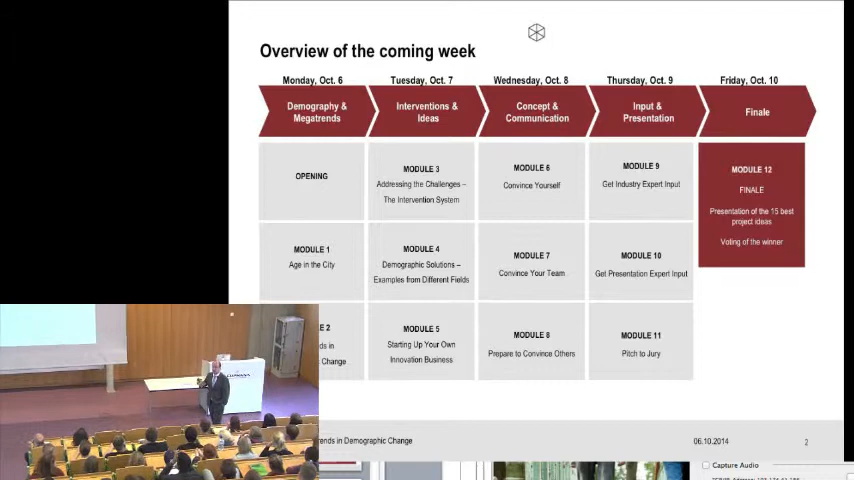 Overview of the coming week
Monday, Oct. 6
Tuesday, Oct. 7
Wednesday, Oct. 8
Thursday, Oct. 9
Friday, Oct. 10
Demography &
Megatrends
Interventions &
Ideas
Concept &
Communication
Input &
Presentation
Finale
OPENING
MODULE 3
Addressing the Challenges –
The Intervention System
MODULE 6
Convince Yourself
MODULE 9
Get Industry Expert Input
MODULE 12
FINALE
Presentation of the 15 best
project ideas
Voting of the winner
MODULE 1
Age in the City
MODULE 4
Demographic Solutions –
Examples from Different Fields
MODULE 7
Convince Your Team
MODULE 10
Get Presentation Expert Input
E 2
ds in
Change
MODULE 5
Starting Up Your Own
Innovation Business
MODULE 8
Prepare to Convince Others
MODULE 11
Pitch to Jury
rends in Demographic Change
06.10.2014
2
Capture Audio